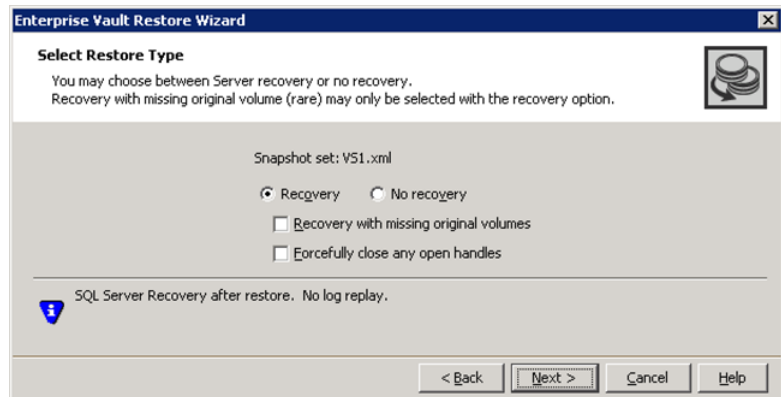 Enterprise Vault Restore Wizard
Select Restore Type
You may choose between Server recovery or no recovery.
Recovery with missing original volume (rare) may only be selected with the recovery option.
Snapshot set: VS1.xml
Recovery No recovery
Recovery with missing original volumes
Forcefully close any open handles
SQL Server Recovery after restore. No log replay.
< Back Next > Cancel Help